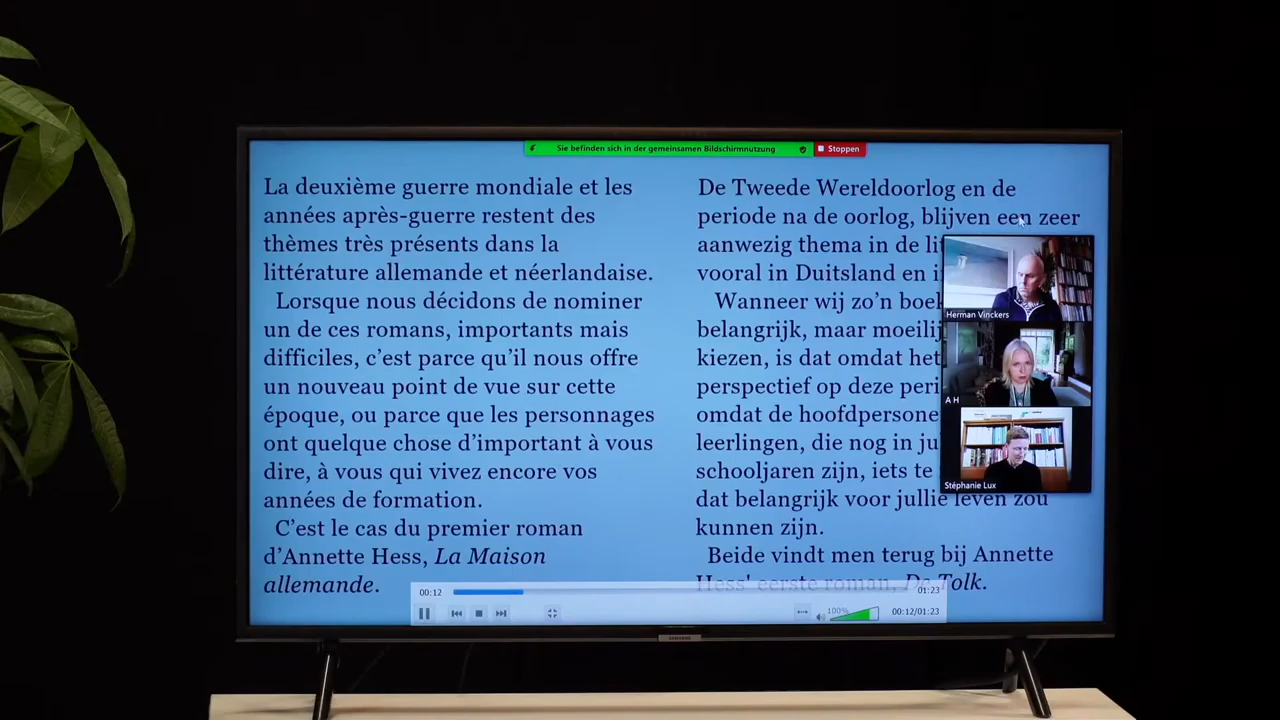 Sie befinden sich in der gemeinsamen Bildschirmnutzung
Stoppen
La deuxième guerre mondiale et les
années après-guerre restent des
thèmes très présents dans la
littérature allemande et néerlandaise.
Lorsque nous décidons de nominer
un de ces romans, importants mais
difficiles, c’est parce qu’il nous offre
un nouveau point de vue sur cette
époque, ou parce que les personnages
ont quelque chose d’important à vous
dire, à vous qui vivez encore vos
années de formation.
C’est le cas du premier roman
d’Annette Hess, La Maison
allemande.
De Tweede Wereldoorlog en de
periode na de oorlog, blijven een zeer
aanwezig thema in de
vooral in Duitsland en
Wanneer wij zo’n
belangrijk, maar
kiezen, is dat omdat
perspectief op deze
omdat de
leerlingen, die nog in
schooljaren zijn, iets te
dat belangrijk voor jullie leven zou
kunnen zijn.
Beide vindt men terug bij Annette
Hess' eerste roman, De Tolk.
Herman Vinckers
A H
Stéphanie Lux
00:12
01:23
100%
00:12/01:23
SAMSUNG